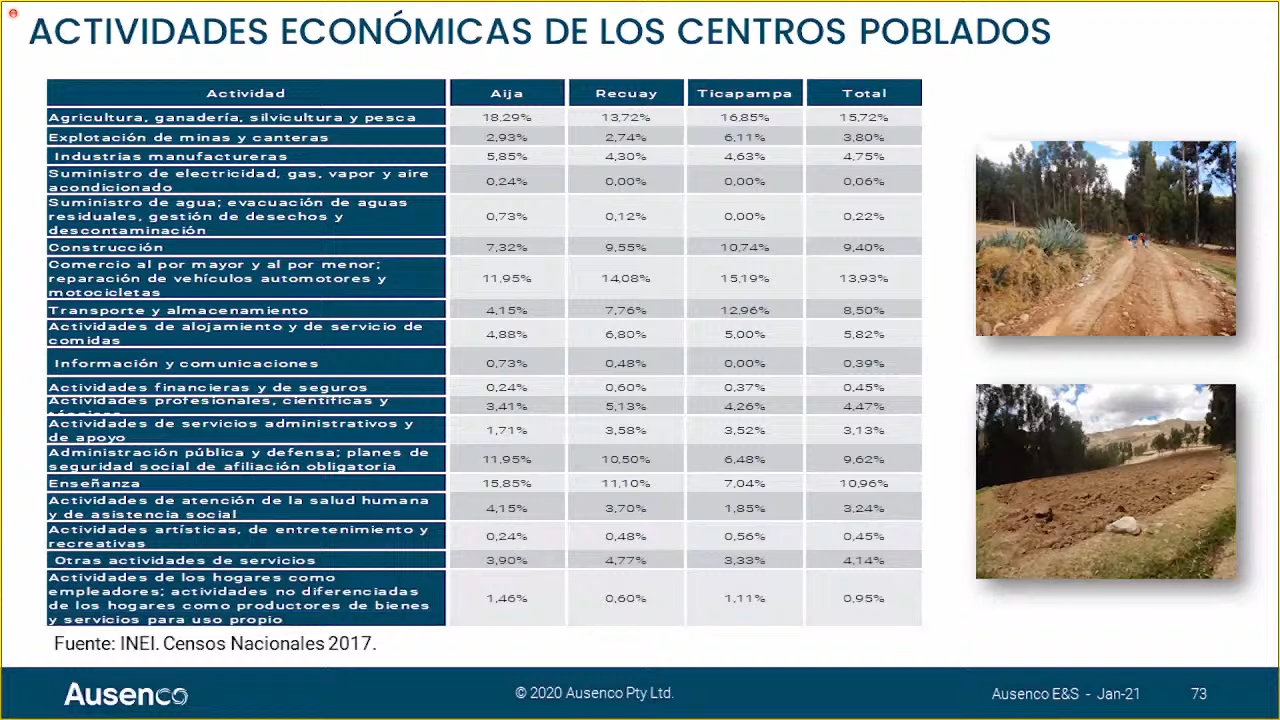 ACTIVIDADES ECONÓMICAS DE LOS CENTROS POBLADOS
Actividad Aija Recuay Ticapampa Total
Agricultura, ganadería, silvicultura y pesca 18,29% 13,72% 16,85% 15,72%
Explotación de minas y canteras 2,93% 2,74% 6,11% 3,80%
Industrias manufactureras 5,85% 4,30% 4,63% 4,75%
Suministro de electricidad, gas, vapor y aire
acondicionado 0,24% 0,00% 0,00% 0,06%
Suministro de agua; evacuación de aguas
residuales, gestión de desechos y
descontaminación 0,73% 0,12% 0,00% 0,22%
Construcción 7,32% 9,55% 10,74% 9,40%
Comercio al por mayor y al por menor;
reparación de vehículos automotores y
motocicletas 11,95% 14,08% 15,19% 13,93%
Transporte y almacenamiento 4,15% 7,76% 12,96% 8,50%
Actividades de alojamiento y de servicio de
comidas 4,88% 6,80% 5,00% 5,82%
Información y comunicaciones 0,73% 0,48% 0,00% 0,39%
Actividades financieras y de seguros 0,24% 0,60% 0,37% 0,45%
Actividades profesionales, científicas y
3,41% 5,13% 4,26% 4,47%
Actividades de servicios administrativos y
de apoyo 1,71% 3,58% 3,52% 3,13%
Administración pública y defensa; planes de
seguridad social de afiliación obligatoria 11,95% 10,50% 6,48% 9,62%
Enseñanza 15,85% 11,10% 7,04% 10,96%
Actividades de atención de la salud humana
y de asistencia social 4,15% 3,70% 1,85% 3,24%
Actividades artísticas, de entretenimiento y
recreativas 0,24% 0,48% 0,56% 0,45%
Otras actividades de servicios 3,90% 4,77% 3,33% 4,14%
Actividades de los hogares como
empleadores; actividades no diferenciadas
de los hogares como productores de bienes
y servicios para uso propio 1,46% 0,60% 1,11% 0,95%
Fuente: INEI. Censos Nacionales 2017.
Ausenco © 2020 Ausenco Pty Ltd. Ausenco E&S - Jan-21 73